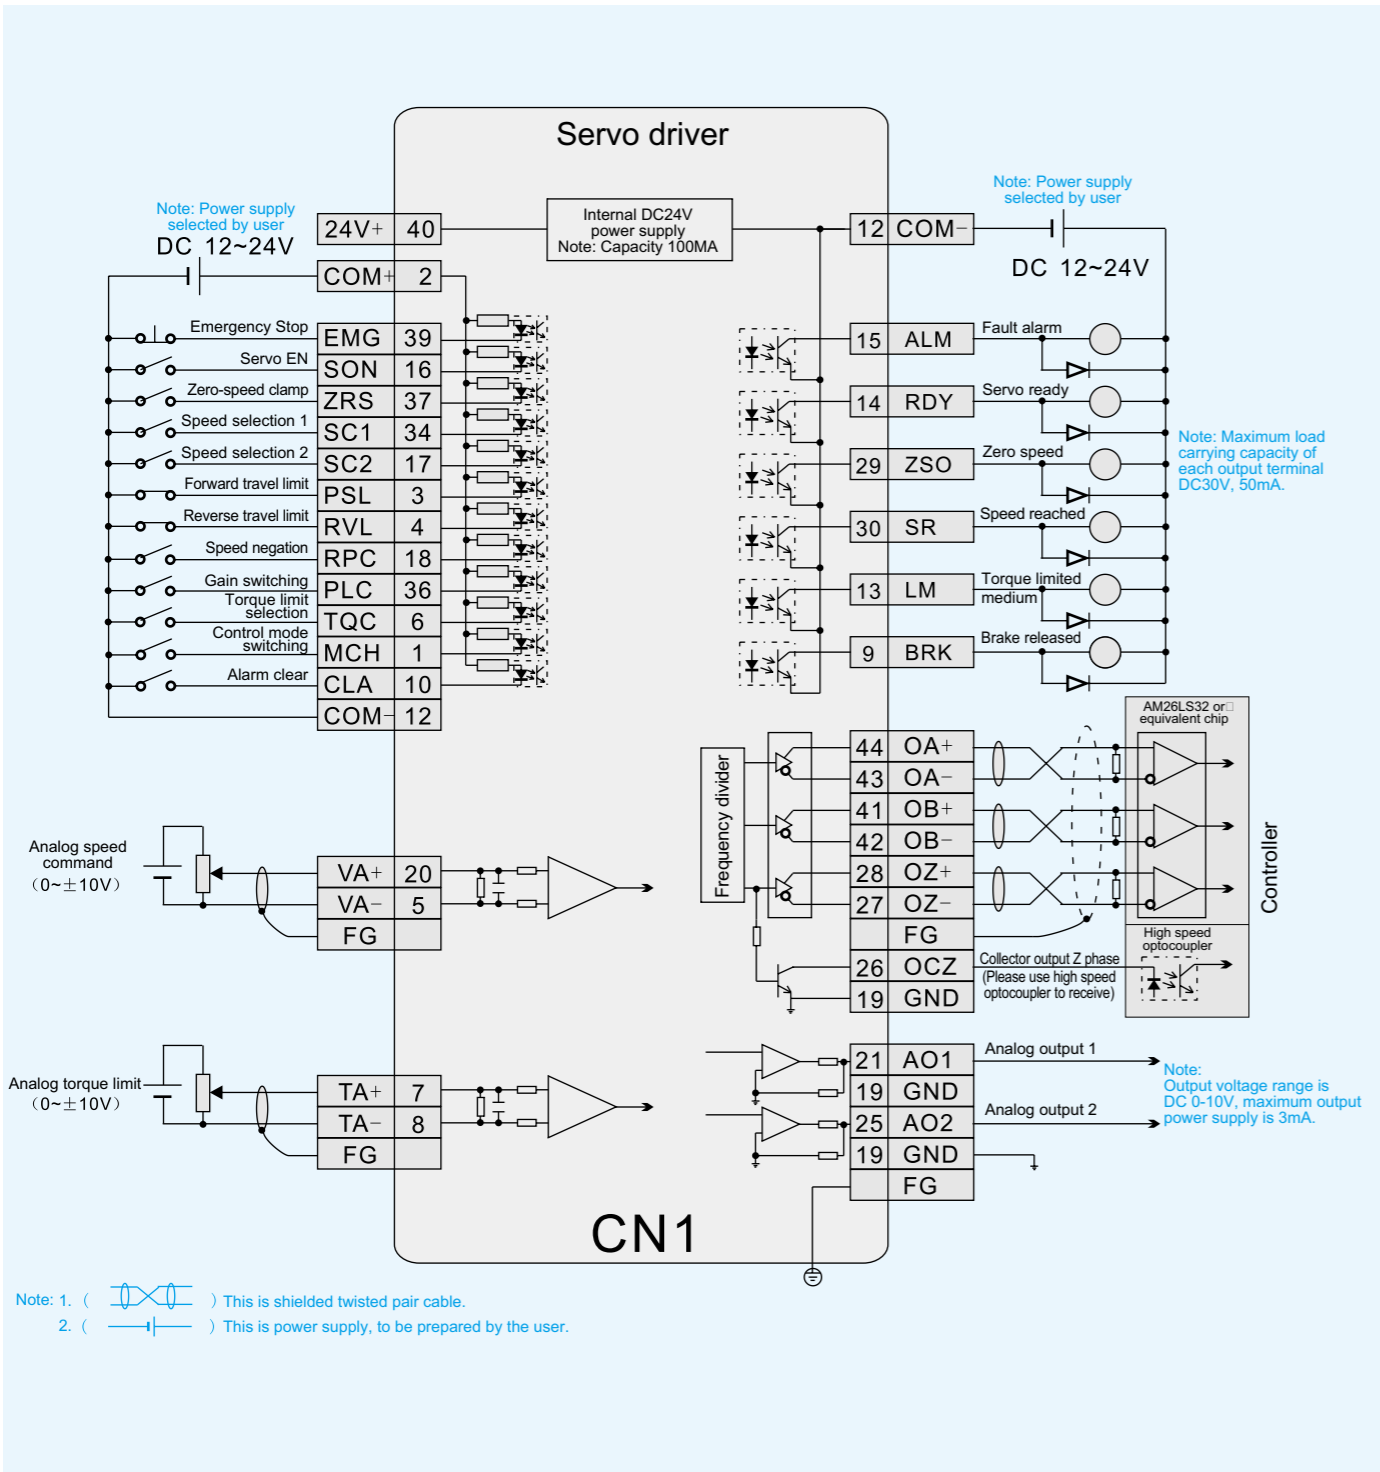 Servo driver
Note: Power supply
selected by user
DC 12~24V
24V+ 40
COM+ 2
Internal DC24V
power supply
Note: Capacity 100MA
12 COM-
Note: Power supply
selected by user
DC 12~24V
Emergency Stop
EMG 39
Servo EN
SON 16
Zero-speed clamp
ZRS 37
Speed selection 1
SC1 34
Speed selection 2
SC2 17
Forward travel limit
PSL 3
Reverse travel limit
RVL 4
Speed negation
RPC 18
Gain switching
PLC 36
Torque limit
selection
TQC 6
Control mode
switching
MCH 1
Alarm clear
CLA 10
COM- 12
15 ALM
Fault alarm
14 RDY
Servo ready
29 ZSO
Zero speed
30 SR
Speed reached
13 LM
Torque limited
medium
9 BRK
Brake released
Note: Maximum load
carrying capacity of
each output terminal
DC30V, 50mA.
AM26LS32 or□
equivalent chip
Frequency divider
44 OA+
43 OA-
41 OB+
42 OB-
28 OZ+
27 OZ-
FG
26 OCZ
19 GND
Collector output Z phase
(Please use high speed
optocoupler to receive)
High speed
optocoupler
Controller
Analog speed
command
(0~±10V)
VA+ 20
VA- 5
FG
Analog torque limit
(0~±10V)
TA+ 7
TA- 8
FG
21 AO1
Analog output 1
19 GND
25 AO2
Analog output 2
19 GND
FG
Note:
Output voltage range is
DC 0-10V, maximum output
power supply is 3mA.
CN1
Note: 1. ( ) This is shielded twisted pair cable.
2. ( ) This is power supply, to be prepared by the user.